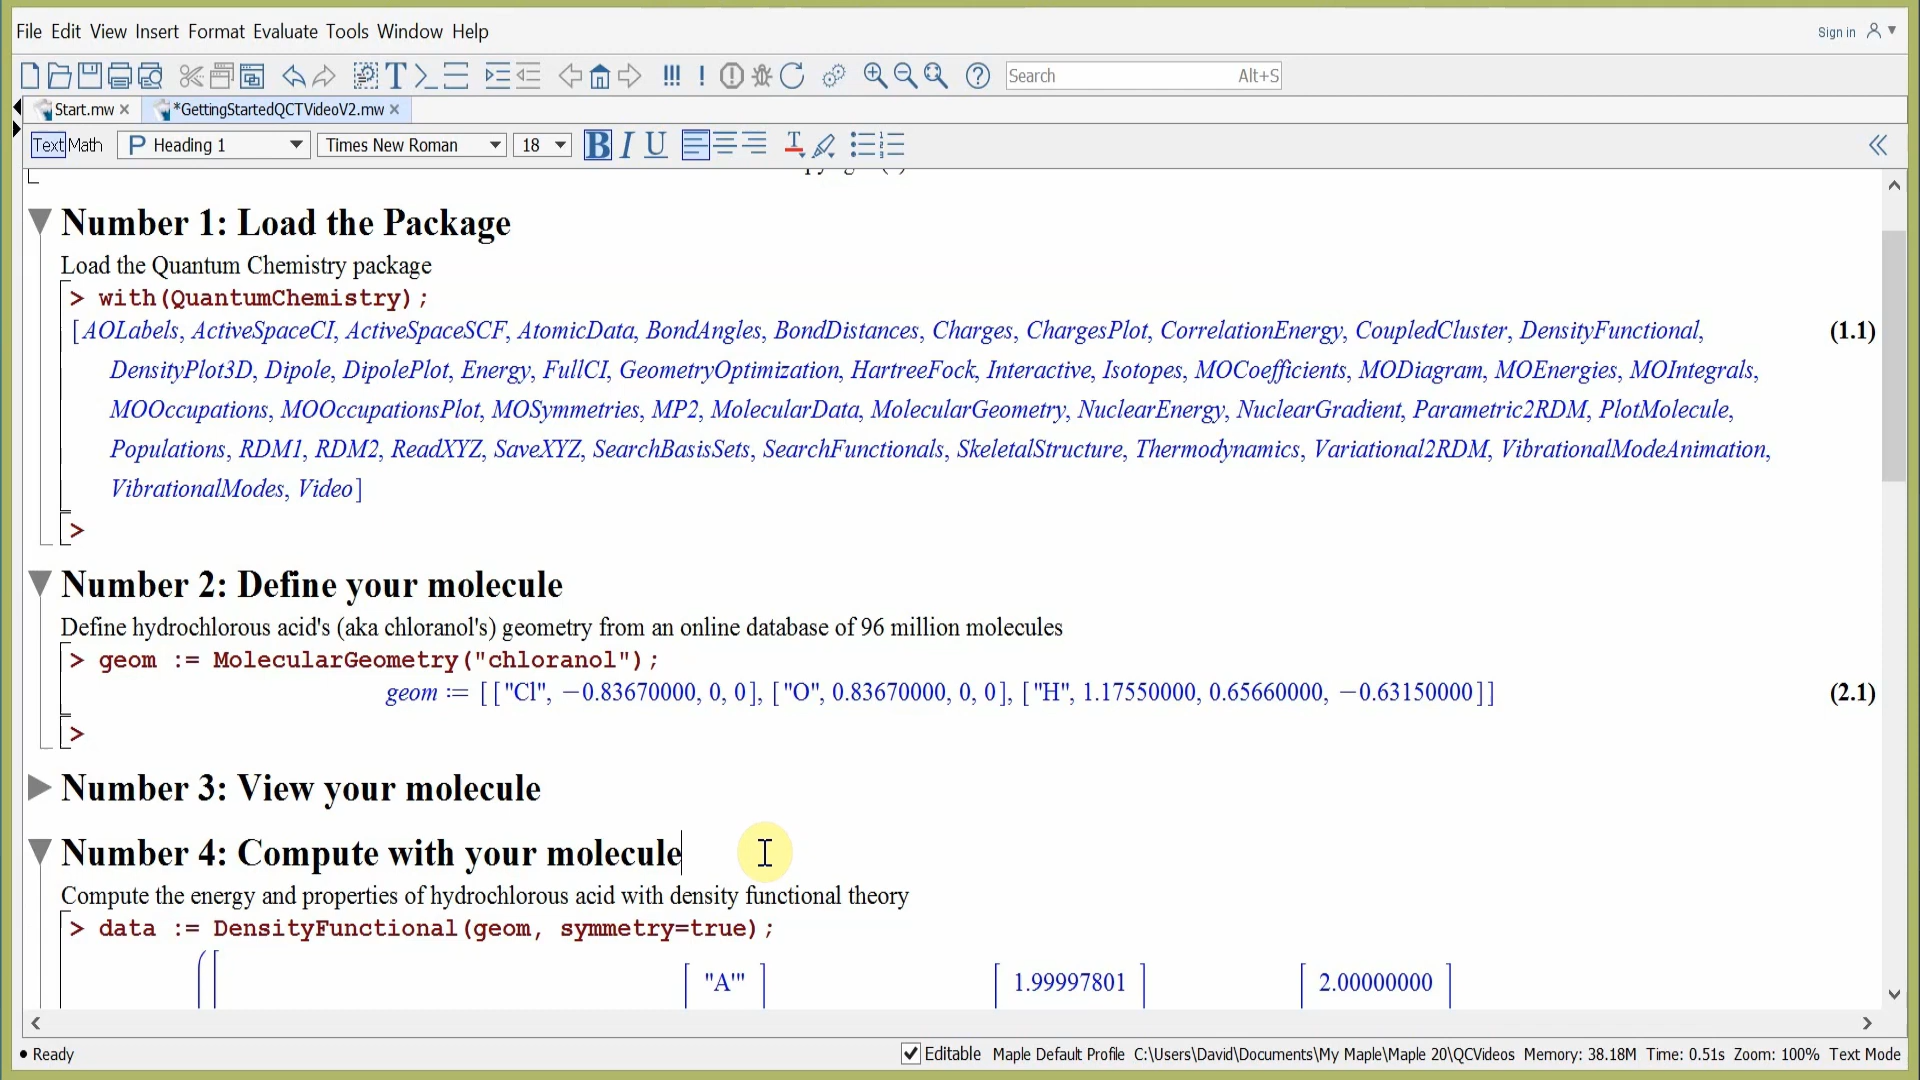 File Edit View Insert Format Evaluate Tools Window Help
Sign in
Search Alt+S
Start.mw *GettingStartedQCTVideoV2.mw
Text Math P Heading 1 Times New Roman 18 B I U
Number 1: Load the Package
Load the Quantum Chemistry package
> with(QuantumChemistry);
[AOLabels, ActiveSpaceCI, ActiveSpaceSCF, AtomicData, BondAngles, BondDistances, Charges, ChargesPlot, CorrelationEnergy, CoupledCluster, DensityFunctional, (1.1)
DensityPlot3D, Dipole, DipolePlot, Energy, FullCI, GeometryOptimization, HartreeFock, Interactive, Isotopes, MOCoefficients, MODiagram, MOEnergies, MOIntegrals,
MOOccupations, MOOccupationsPlot, MOSymmetries, MP2, MolecularData, MolecularGeometry, NuclearEnergy, NuclearGradient, Parametric2RDM, PlotMolecule,
Populations, RDM1, RDM2, ReadXYZ, SaveXYZ, SearchBasisSets, SearchFunctionals, SkeletalStructure, Thermodynamics, Variational2RDM, VibrationalModeAnimation,
VibrationalModes, Video]
>
Number 2: Define your molecule
Define hydrochlorous acid's (aka chloranol's) geometry from an online database of 96 million molecules
> geom := MolecularGeometry("chloranol");
geom := [["Cl", −0.83670000, 0, 0], ["O", 0.83670000, 0, 0], ["H", 1.17550000, 0.65660000, −0.63150000]] (2.1)
>
Number 3: View your molecule
Number 4: Compute with your molecule
Compute the energy and properties of hydrochlorous acid with density functional theory
> data := DensityFunctional(geom, symmetry=true);
"A'" 1.99997801 2.00000000
Ready Editable Maple Default Profile C:\Users\David\Documents\My Maple\Maple 20\QCVideos Memory: 38.18M Time: 0.51s Zoom: 100% Text Mode